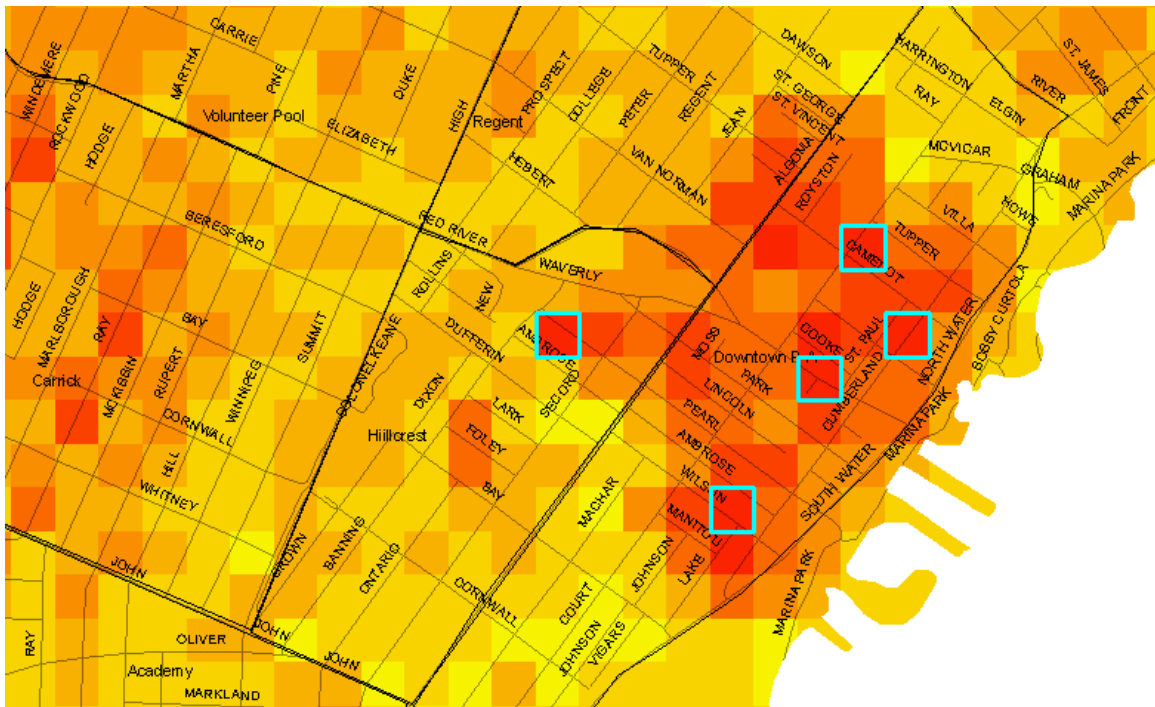 CARRIE
WINDEMERE
ROCKWOOD
HODGE
MARTHA
PINE
DUKE
HIGH
PROSPECT
COLLEGE
TUPPER
PETER
REGENT
JEAN
DAWSON
ST. GEORGE
ST. VINCENT
ALGOMA
ROYSTON
HARRINGTON
RAY
ELGIN
RIVER
ST. JAMES
FRONT
Volunteer Pool
ELIZABETH
Regent
HEBERT
VAN NORMAN
MCVICAR
GRAHAM
MARINA PARK
HOWE
VILLA
TUPPER
CAMELOT
BERESFORD
RED RIVER
WAVERLY
ROLLINS
NEW
HODGE
MARLBOROUGH
RAY
BAY
SUMMIT
COLONEL KEANE
DUFFERIN
AMBROSE
SECORD
MOSS
PARK
Downtown P.A.
COOKE
ST. PAUL
CUMBERLAND
NORTH WATER
BOBBY CURTOLA
Carrick
MCKIBBIN
RUPERT
WINNIPEG
CORNWALL
DIXON
LARK
LINCOLN
PEARL
MARINA PARK
Hillcrest
FOLEY
AMBROSE
HILL
WHITNEY
BAY
MACHAR
WILSON
MANITOU
SOUTH WATER
JOHN
CROWN
BANNING
ONTARIO
CORNWALL
COURT
JOHNSON
LAKE
MARINA PARK
RAY
OLIVER
JOHN
JOHN
JOHNSON
VIGARS
Academy
MARKLAND